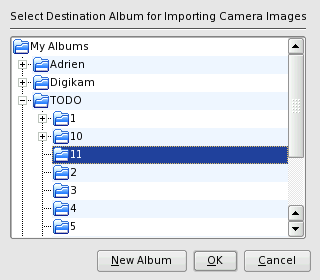 Select Destination Album for Importing Camera Images
My Albums
Adrien
Digikam
TODO
1
10
11
2
3
4
5
New Album
OK
Cancel